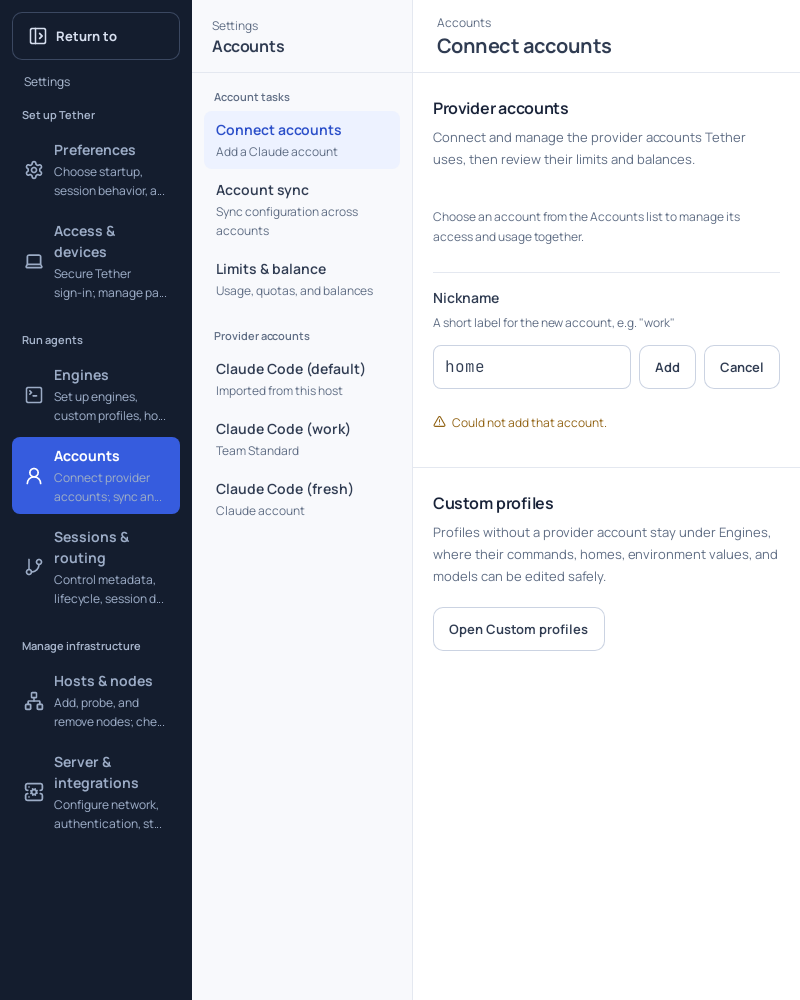 Return to
Settings
Set up Tether
Preferences
Choose startup,
session behavior, a...
Access &
devices
Secure Tether
sign-in; manage pa...
Run agents
Engines
Set up engines,
custom profiles, ho...
Accounts
Connect provider
accounts; sync an...
Sessions &
routing
Control metadata,
lifecycle, session d...
Manage infrastructure
Hosts & nodes
Add, probe, and
remove nodes; che...
Server &
integrations
Configure network,
authentication, st...
Settings
Accounts
Account tasks
Connect accounts
Add a Claude account
Account sync
Sync configuration across
accounts
Limits & balance
Usage, quotas, and balances
Provider accounts
Claude Code (default)
Imported from this host
Claude Code (work)
Team Standard
Claude Code (fresh)
Claude account
Accounts
Connect accounts
Provider accounts
Connect and manage the provider accounts Tether
uses, then review their limits and balances.
Choose an account from the Accounts list to manage its
access and usage together.
Nickname
A short label for the new account, e.g. "work"
home
Add
Cancel
Could not add that account.
Custom profiles
Profiles without a provider account stay under Engines,
where their commands, homes, environment values, and
models can be edited safely.
Open Custom profiles